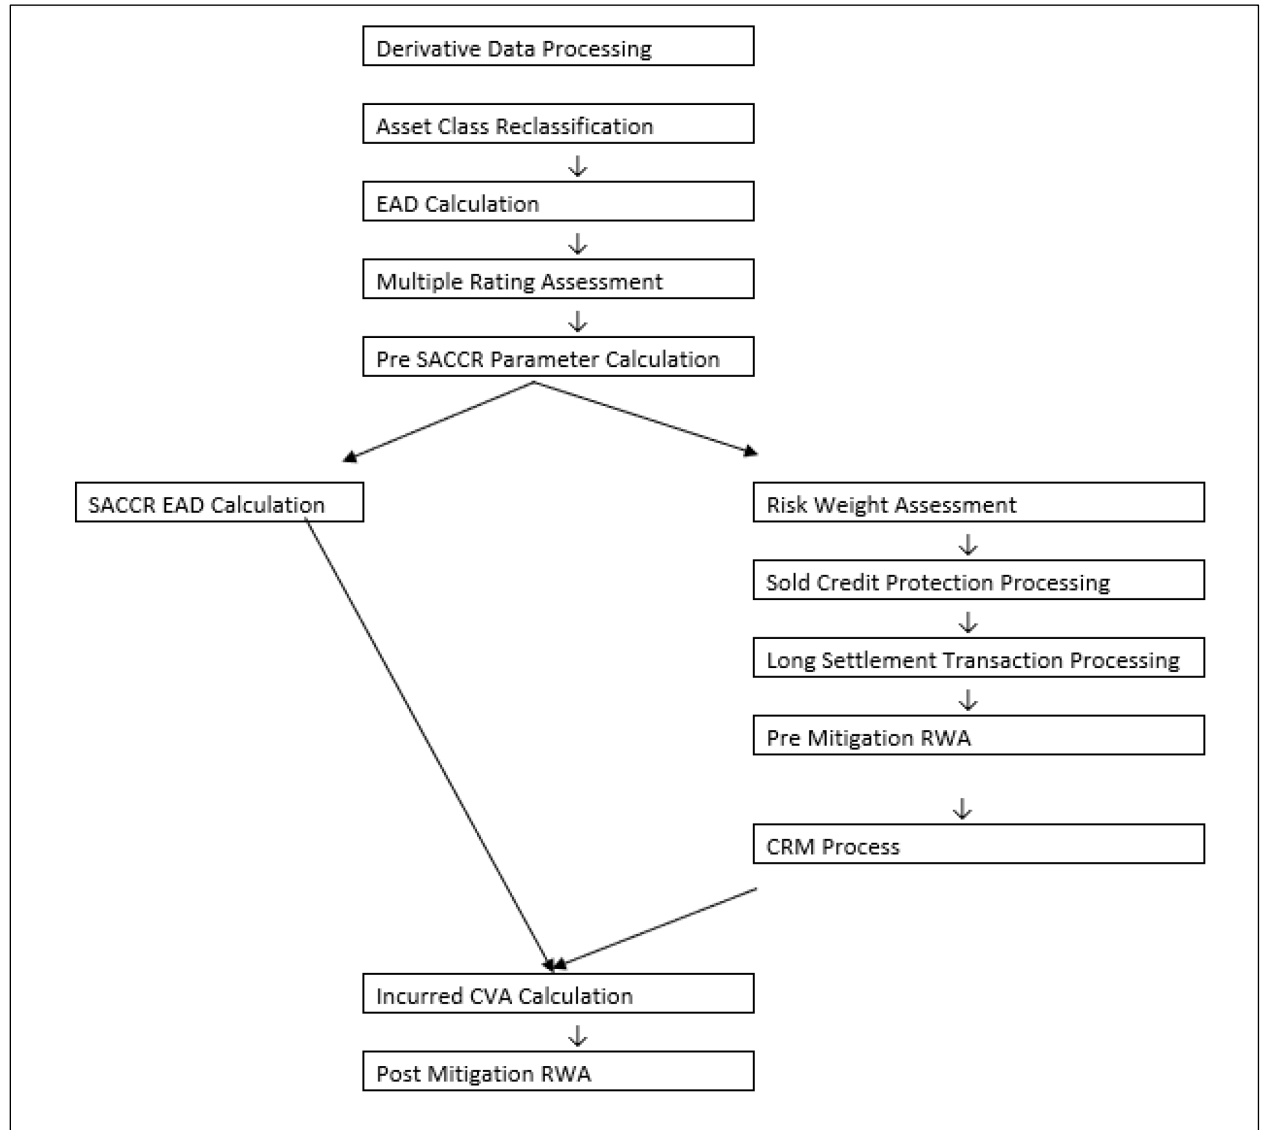 Derivative Data Processing
Asset Class Reclassification
EAD Calculation
Multiple Rating Assessment
Pre SACCR Parameter Calculation
SACCR EAD Calculation
Risk Weight Assessment
Sold Credit Protection Processing
Long Settlement Transaction Processing
Pre Mitigation RWA
CRM Process
Incurred CVA Calculation
Post Mitigation RWA